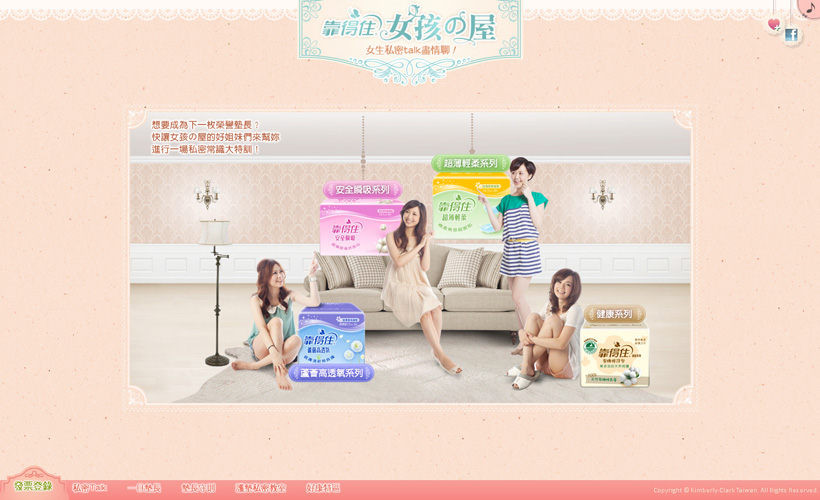 靠得住 女孩の屋
女生私密talk盡情聊！
想要成為下一枚榮譽墊長？
快讓女孩の屋的好姐妹們來幫妳
進行一場私密常識大特訓！
超薄輕柔系列
安全瞬吸系列
靠得住
超薄輕柔
靠得住
安全瞬吸
健康系列
靠得住
靠得住
蘆薈高透氧系列
發票登錄
私密Talk
一日墊長
墊長守則
護墊私密教室
好康特區
Copyright © Kimberly-Clark Taiwan. All Rights Reserved.